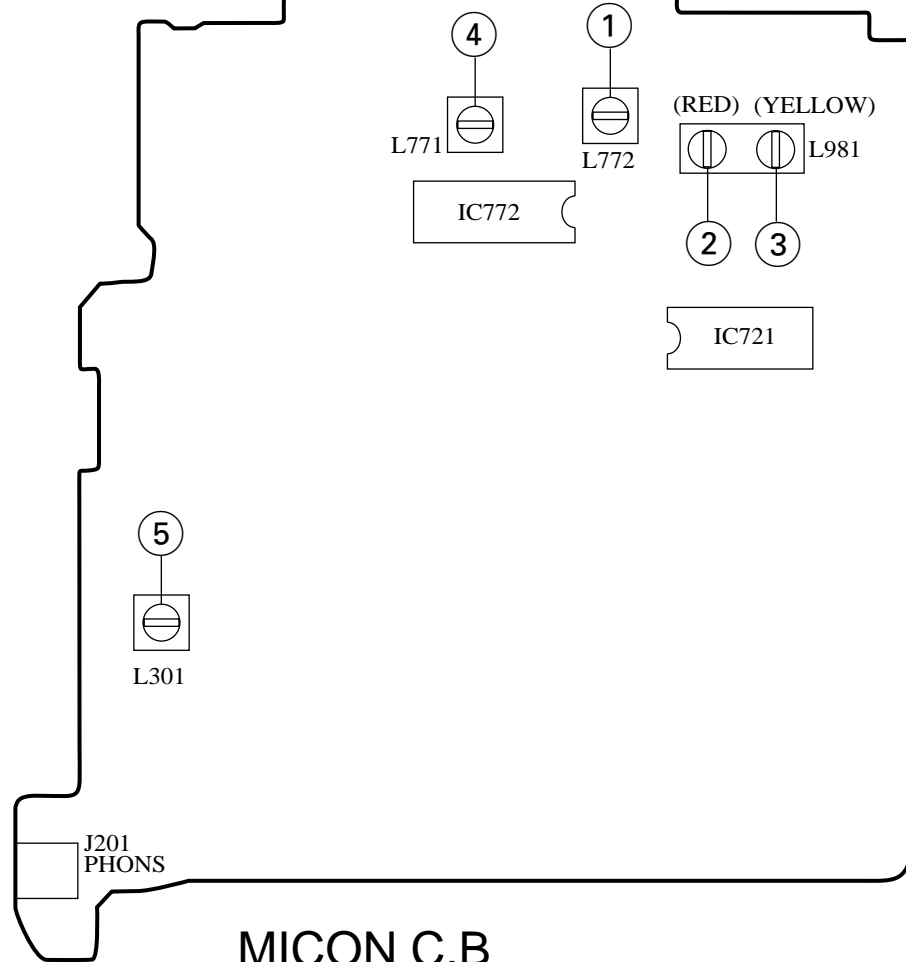 4
1
(RED) (YELLOW)
L771
L772
L981
IC772
2
3
IC721
5
L301
J201
PHONS
MICON C.B